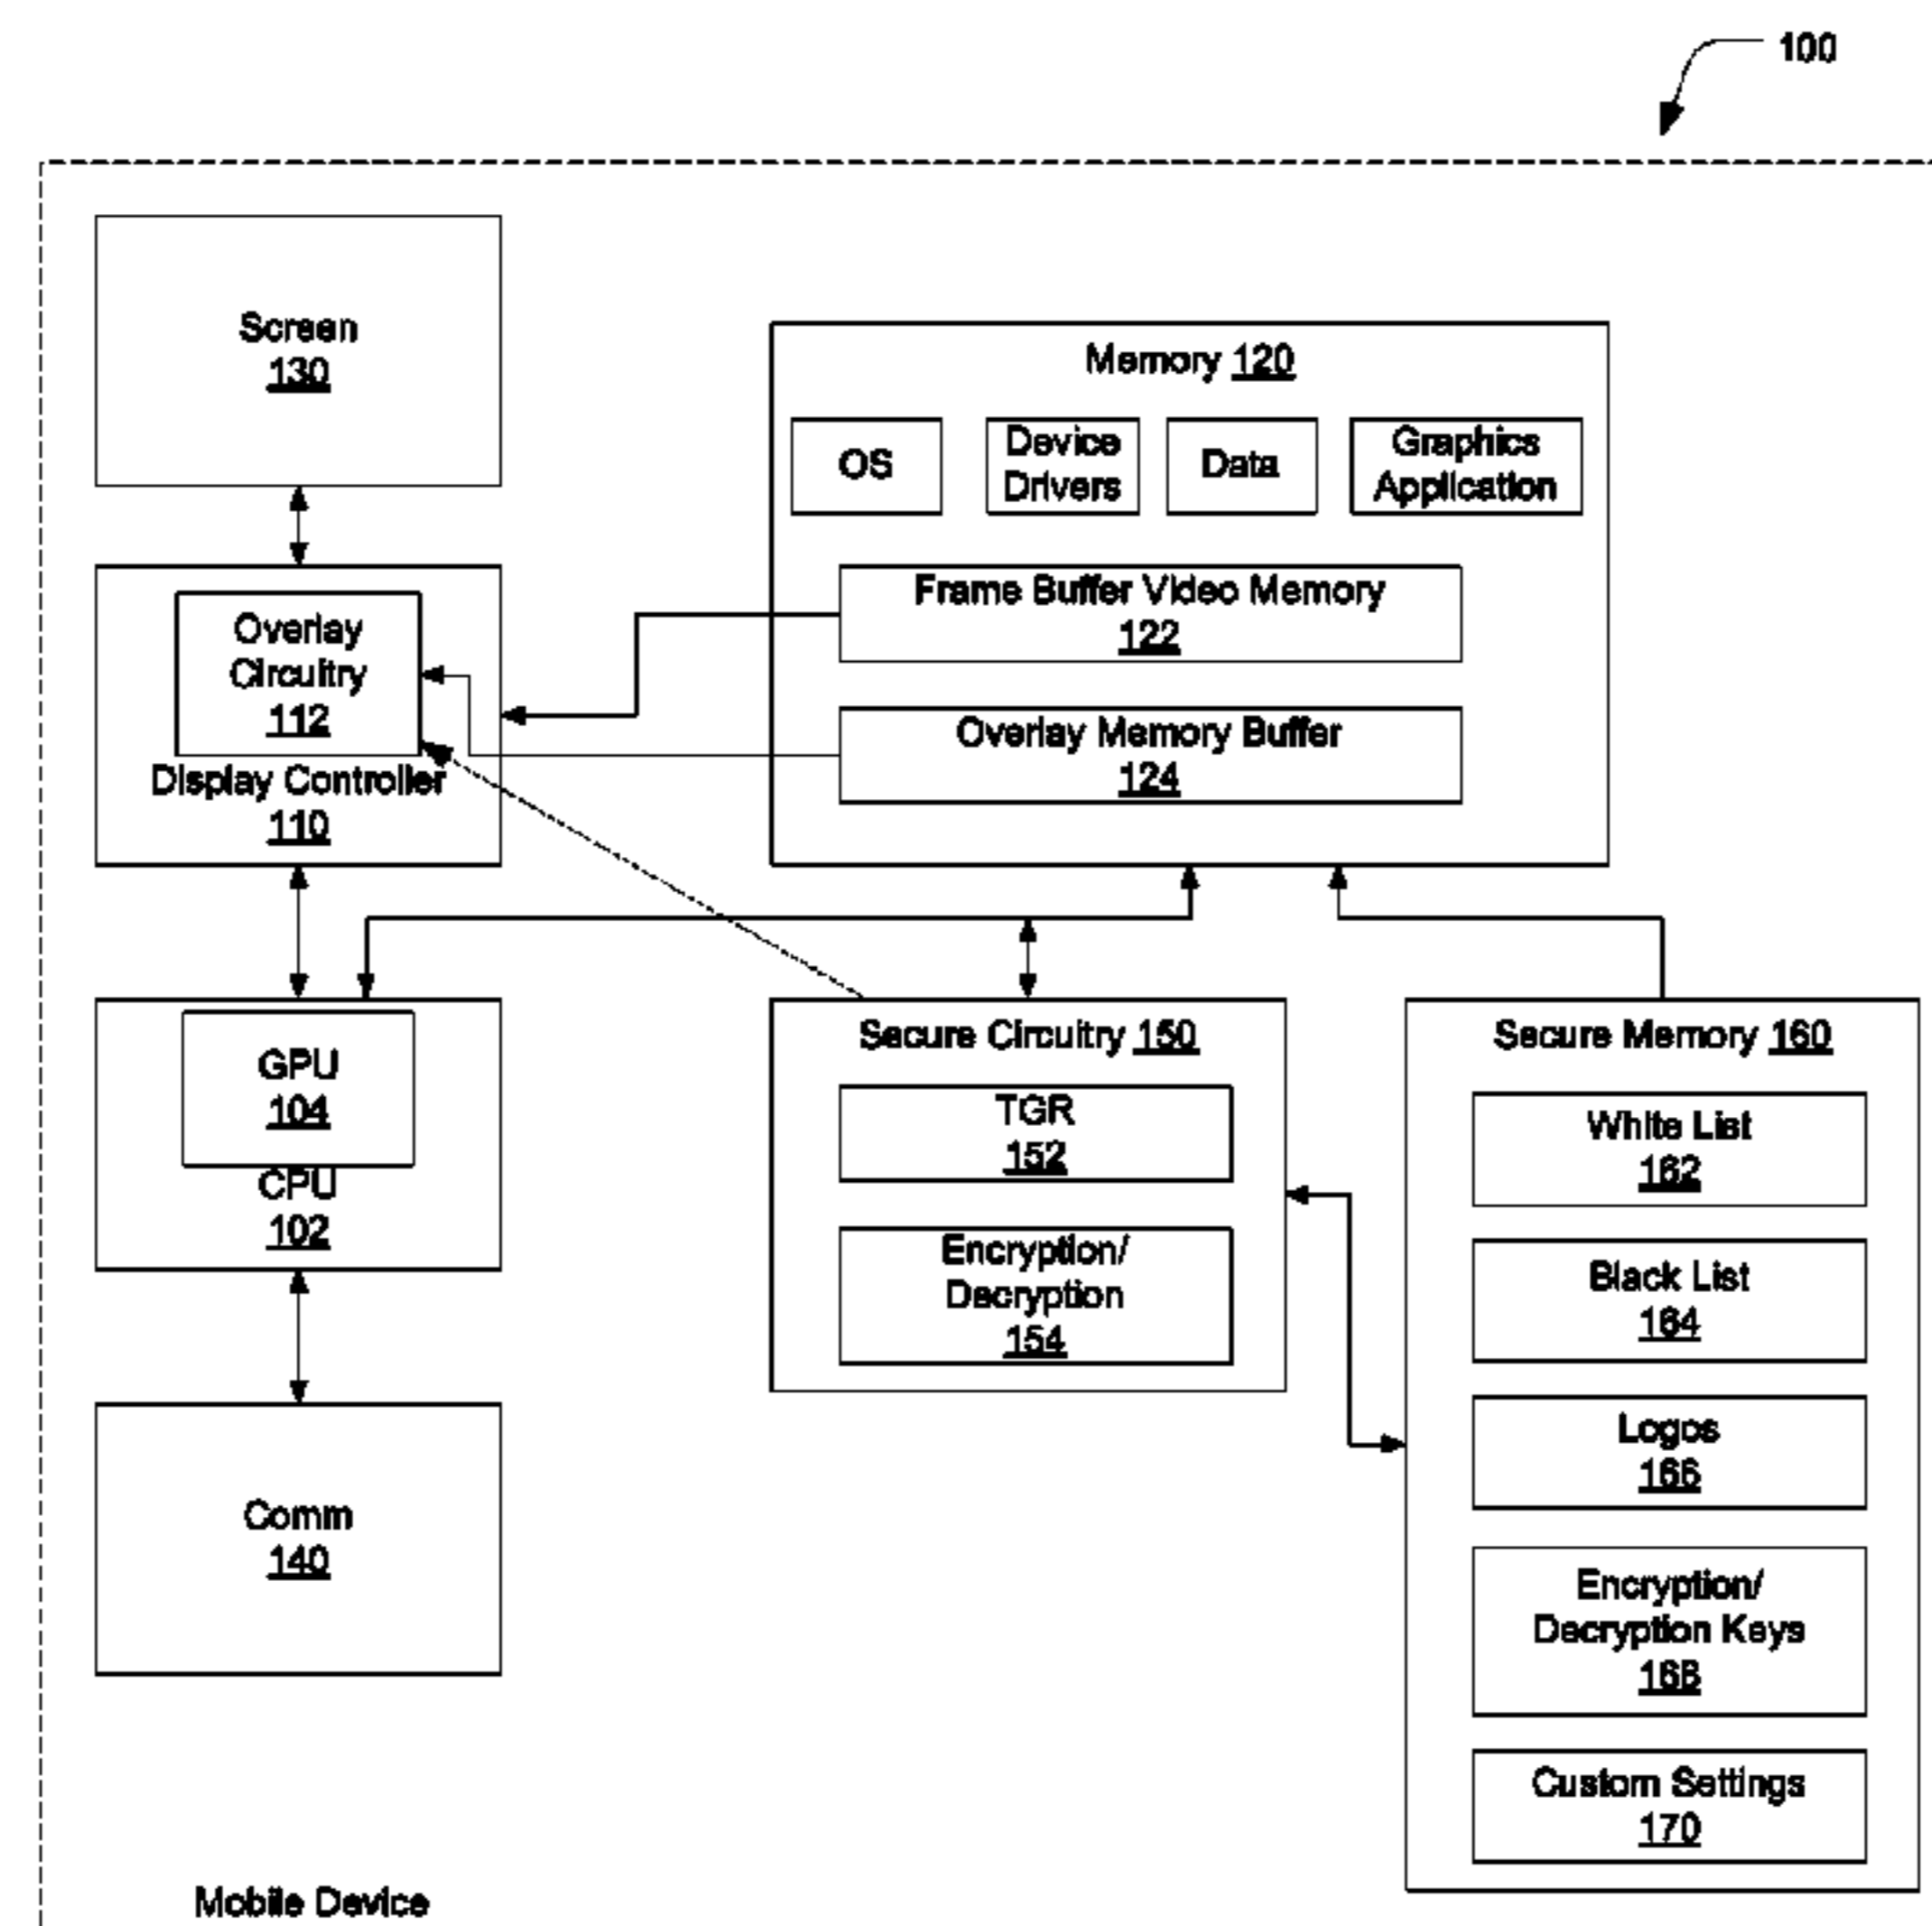 100
Screen
130
Memory 120
OS
Device
Drivers
Data
Graphics
Application
Frame Buffer Video Memory
122
Overlay Memory Buffer
124
Overlay
Circuitry
112
Display Controller
110
GPU
104
CPU
102
Secure Circuitry 150
TGR
152
Encryption/
Decryption
154
Secure Memory 160
White List
162
Black List
164
Logos
166
Encryption/
Decryption Keys
168
Custom Settings
170
Comm
140
Mobile Device